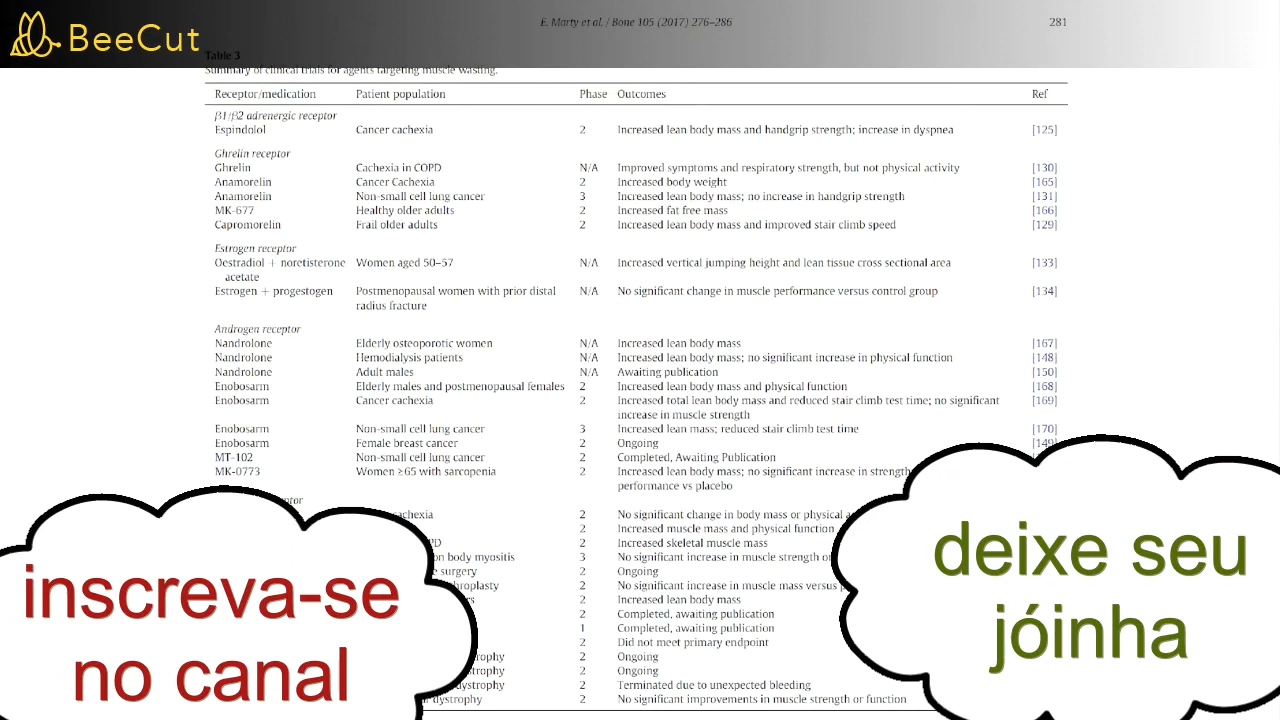 BeeCut
E. Marty et al. / Bone 105 (2017) 276–286 281
Table 3
Summary of clinical trials for agents targeting muscle wasting.
Receptor/medication Patient population Phase Outcomes Ref
β1/β2 adrenergic receptor
Espindolol Cancer cachexia 2 Increased lean body mass and handgrip strength; increase in dyspnea [125]
Ghrelin receptor
Ghrelin Cachexia in COPD N/A Improved symptoms and respiratory strength, but not physical activity [130]
Anamorelin Cancer Cachexia 2 Increased body weight [165]
Anamorelin Non-small cell lung cancer 3 Increased lean body mass; no increase in handgrip strength [131]
MK-677 Healthy older adults 2 Increased fat free mass [166]
Capromorelin Frail older adults 2 Increased lean body mass and improved stair climb speed [129]
Estrogen receptor
Oestradiol + noretisterone Women aged 50–57 N/A Increased vertical jumping height and lean tissue cross sectional area [133]
acetate
Estrogen + progestogen Postmenopausal women with prior distal N/A No significant change in muscle performance versus control group [134]
radius fracture
Androgen receptor
Nandrolone Elderly osteoporotic women N/A Increased lean body mass [167]
Nandrolone Hemodialysis patients N/A Increased lean body mass; no significant increase in physical function [148]
Nandrolone Adult males N/A Awaiting publication [150]
Enobosarm Elderly males and postmenopausal females 2 Increased lean body mass and physical function [168]
Enobosarm Cancer cachexia 2 Increased total lean body mass and reduced stair climb test time; no significant [169]
increase in muscle strength
Enobosarm Non-small cell lung cancer 3 Increased lean mass; reduced stair climb test time [170]
Enobosarm Female breast cancer 2 Ongoing [149]
MT-102 Non-small cell lung cancer 2 Completed, Awaiting Publication
MK-0773 Women ≥65 with sarcopenia 2 Increased lean body mass; no significant increase in strength
performance vs placebo
2 No significant change in body mass or physical
2 Increased muscle mass and physical function
2 Increased skeletal muscle mass
body myositis 3 No significant increase in muscle strength
surgery 2 Ongoing
2 No significant increase in muscle mass versus
2 Increased lean body mass
2 Completed, awaiting publication
1 Completed, awaiting publication
2 Did not meet primary endpoint
2 Ongoing
2 Ongoing
2 Terminated due to unexpected bleeding
dystrophy 2 No significant improvements in muscle strength or function
inscreva-se
no canal
deixe seu
jóinha